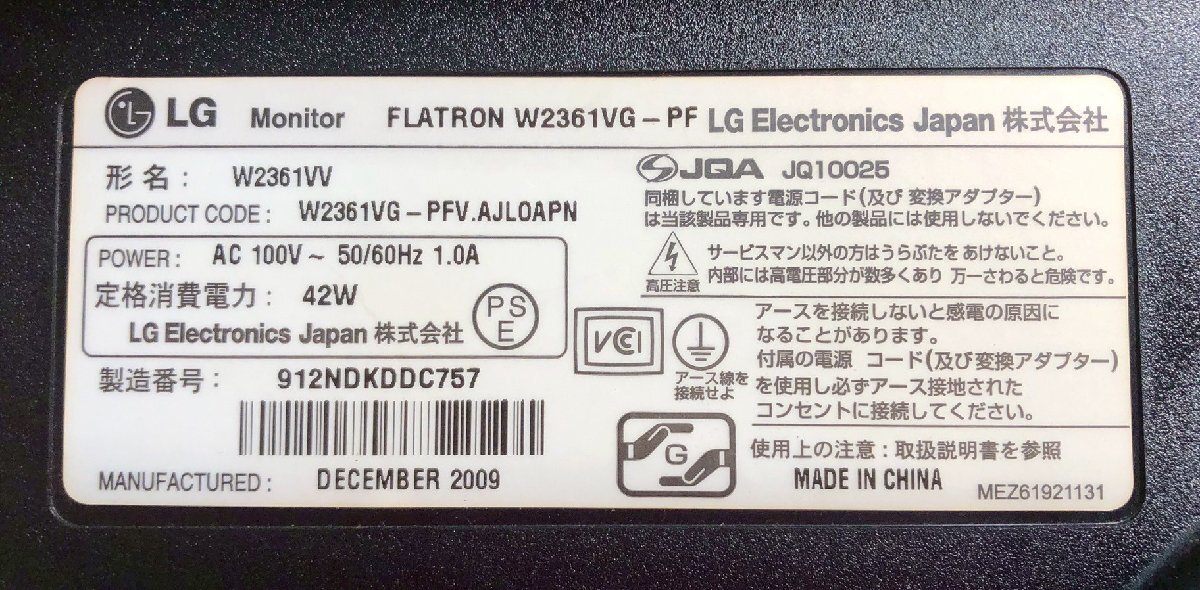 LG Monitor FLATRON W2361VG-PF LG Electronics Japan 株式会社
形名: W2361VV
PRODUCT CODE: W2361VG-PFV.AJLOAPN
POWER: AC 100V~ 50/60Hz 1.0A
定格消費電力: 42W
LG Electronics Japan 株式会社
PS
E
製造番号: 912NDKDDC757
MANUFACTURED: DECEMBER 2009
JQA JQ10025
同梱しています電源コード(及び 変換アダプター)
は当該製品専用です。他の製品には使用しないでください。
高圧注意
サービスマン以外の方はうらぶたを あけないこと。
内部には高電圧部分が数多くあり 万一さわると危険です。
VCCI
アース線を
接続せよ
アースを接続しないと感電の原因に
なることがあります。
付属の電源 コード(及び変換アダプター)
を使用し必ずアース接地された
コンセントに接続してください。
G
使用上の注意:取扱説明書を参照
MADE IN CHINA
MEZ61921131